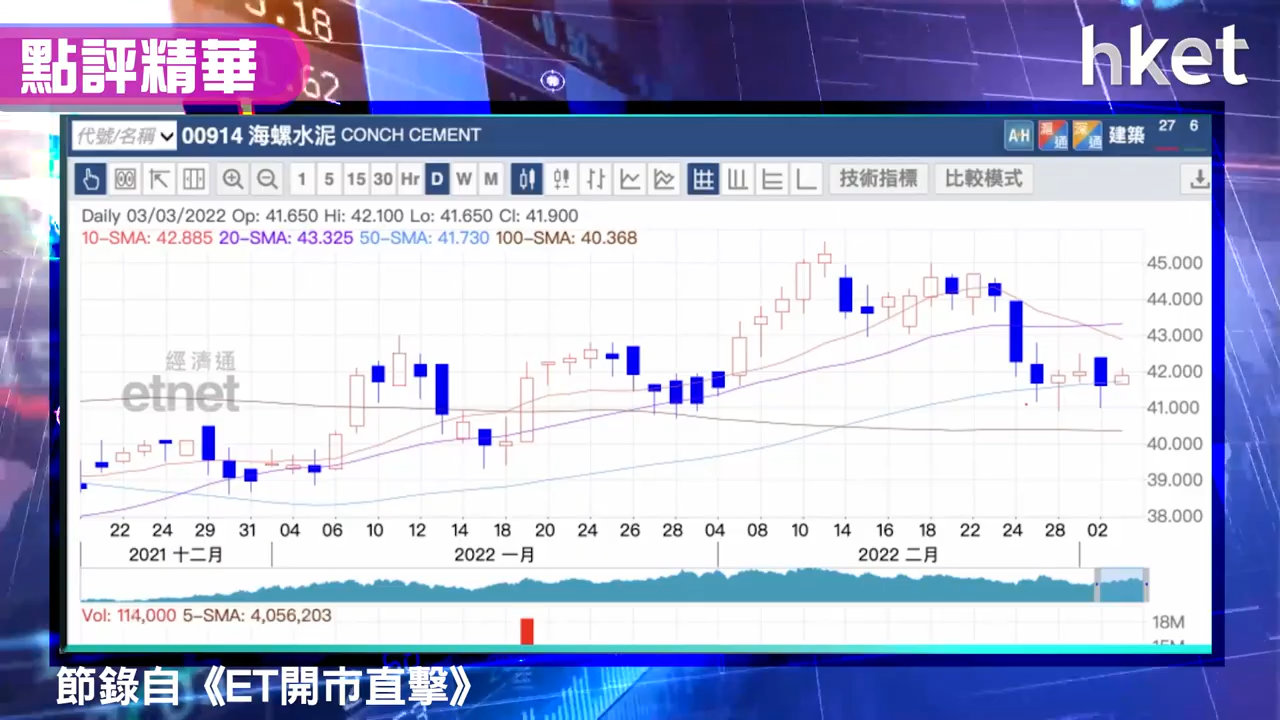 3.18
.62
點評精華
hket
代號/名稱 00914 海螺水泥 CONCH CEMENT AH 滬通 深通 建築 27 6
00 1 5 15 30 Hr D W M 技術指標 比較模式
Daily 03/03/2022 Op: 41.650 Hi: 42.100 Lo: 41.650 Cl: 41.900
10-SMA: 42.885 20-SMA: 43.325 50-SMA: 41.730 100-SMA: 40.368
45.000
44.000
43.000
42.000
41.000
40.000
39.000
38.000
經濟通
etnet
22 24 29 31 04 06 10 12 14 18 20 24 26 28 04 08 10 14 16 18 22 24 28 02
2021 十二月 2022 一月 2022 二月
Vol: 114,000 5-SMA: 4,056,203
18M
15M
節錄自《ET開市直擊》